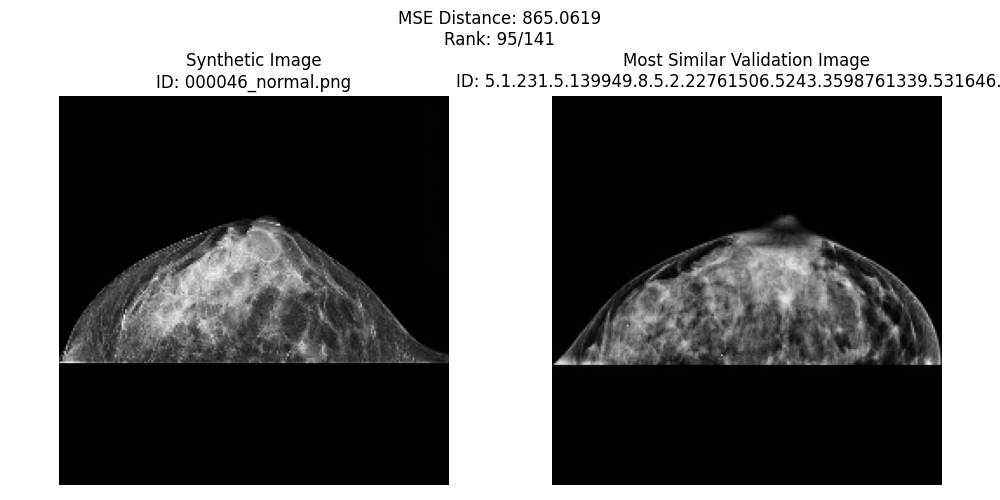 MSE Distance: 865.0619
Rank: 95/141
Synthetic Image
ID: 000046_normal.png
Most Similar Validation Image
ID: 5.1.231.5.139949.8.5.2.22761506.5243.3598761339.531646.